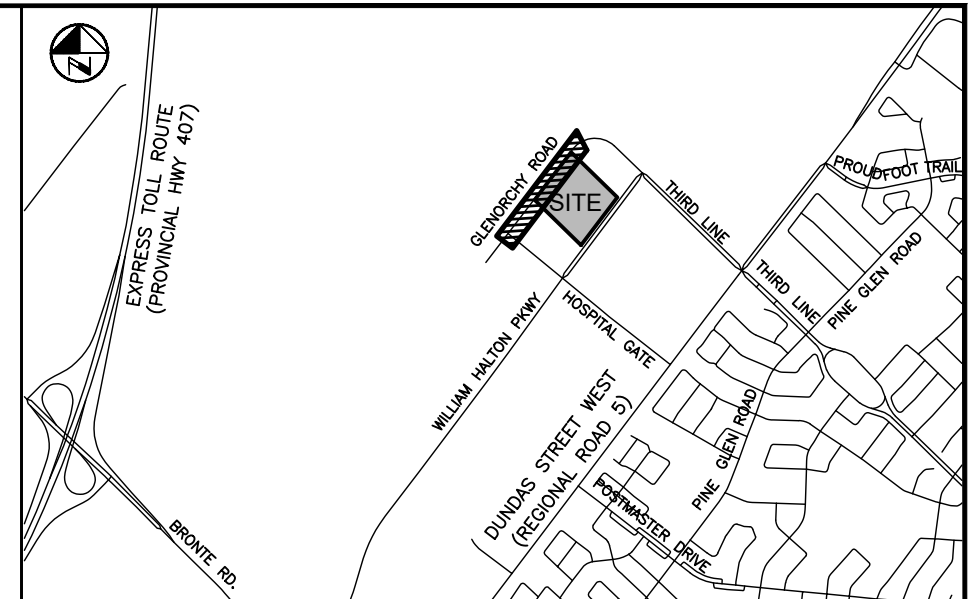 N
EXPRESS TOLL ROUTE
(PROVINCIAL HWY 407)
GLENORCHY ROAD
SITE
THIRD LINE
PROUDFOOT TRAIL
THIRD LINE
PINE GLEN ROAD
WILLIAM HALTON PKWY
HOSPITAL GATE
DUNDAS STREET WEST
(REGIONAL ROAD 5)
PINE GLEN ROAD
POSTMASTER DRIVE
BRONTE RD.